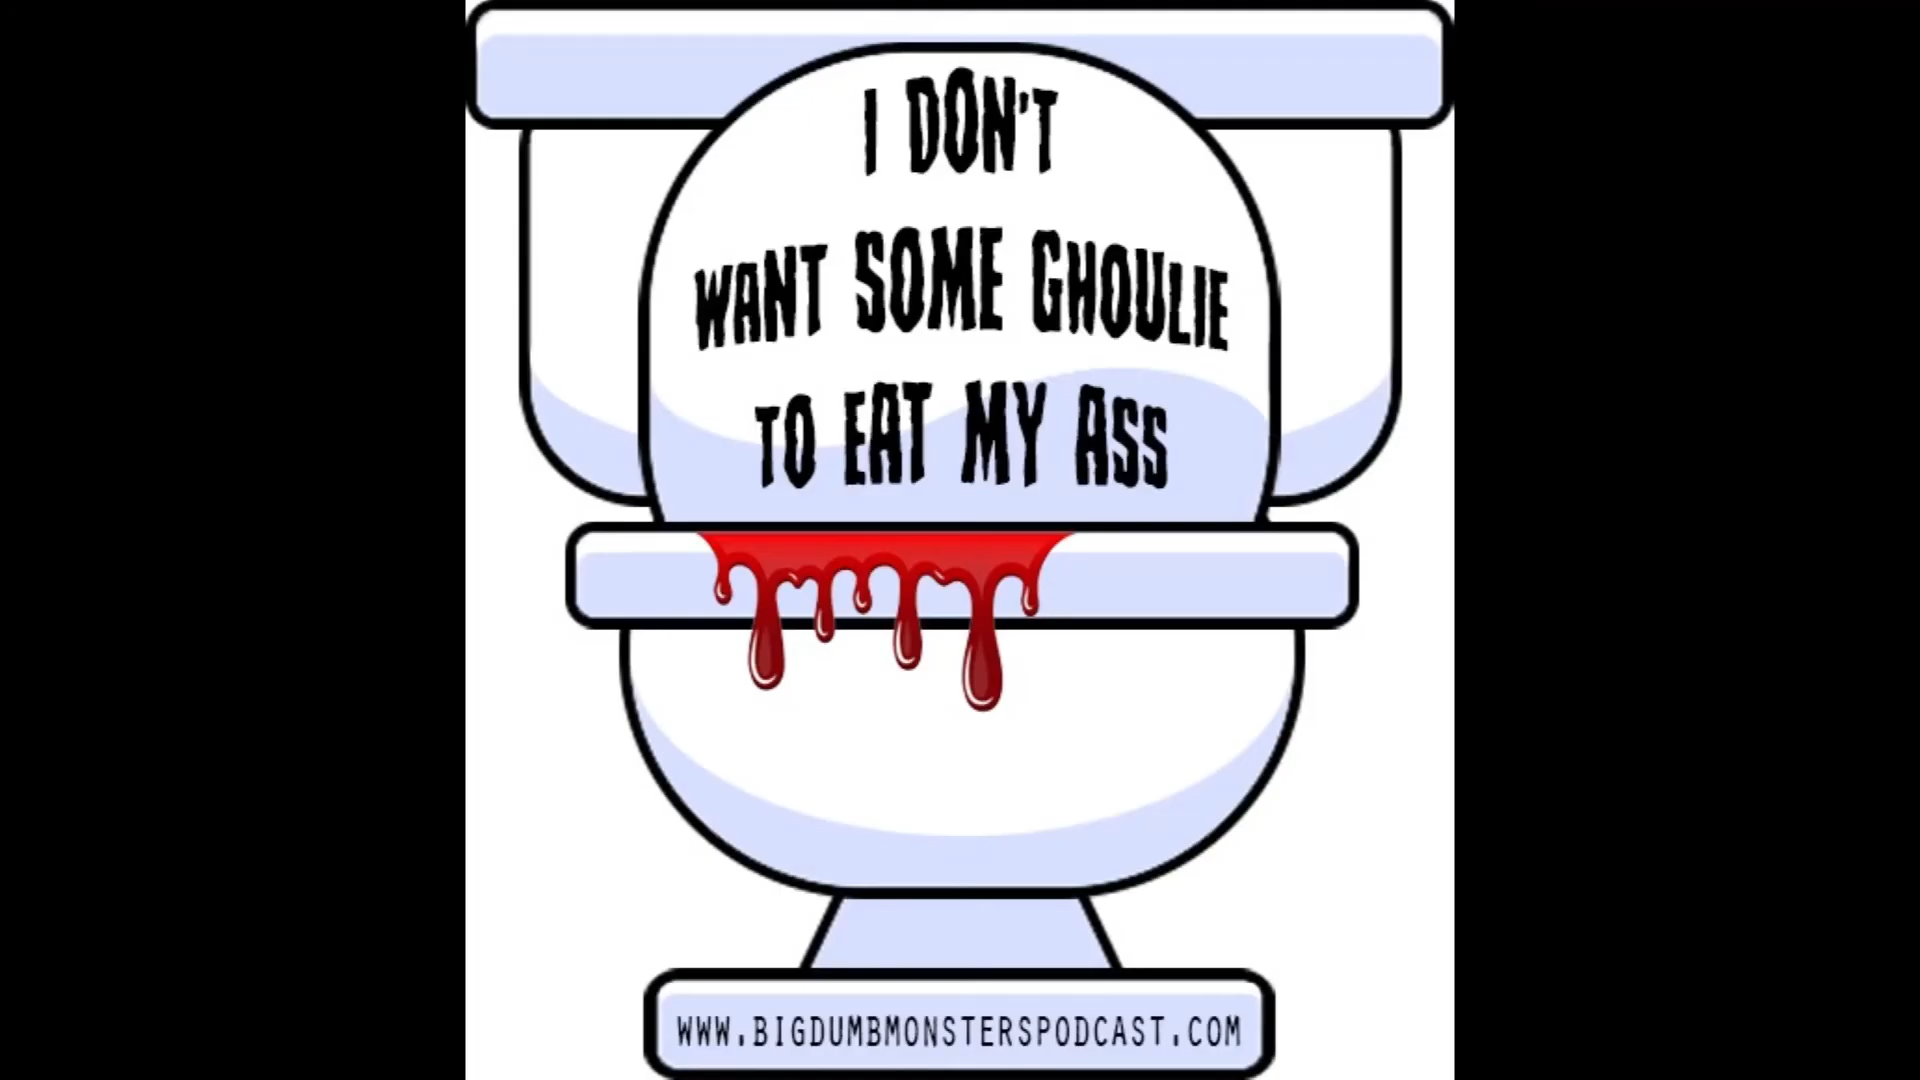 I DON'T
WANT SOME GHOULIE
TO EAT MY ASS
WWW.BIGDUMBMONSTERSPODCAST.COM